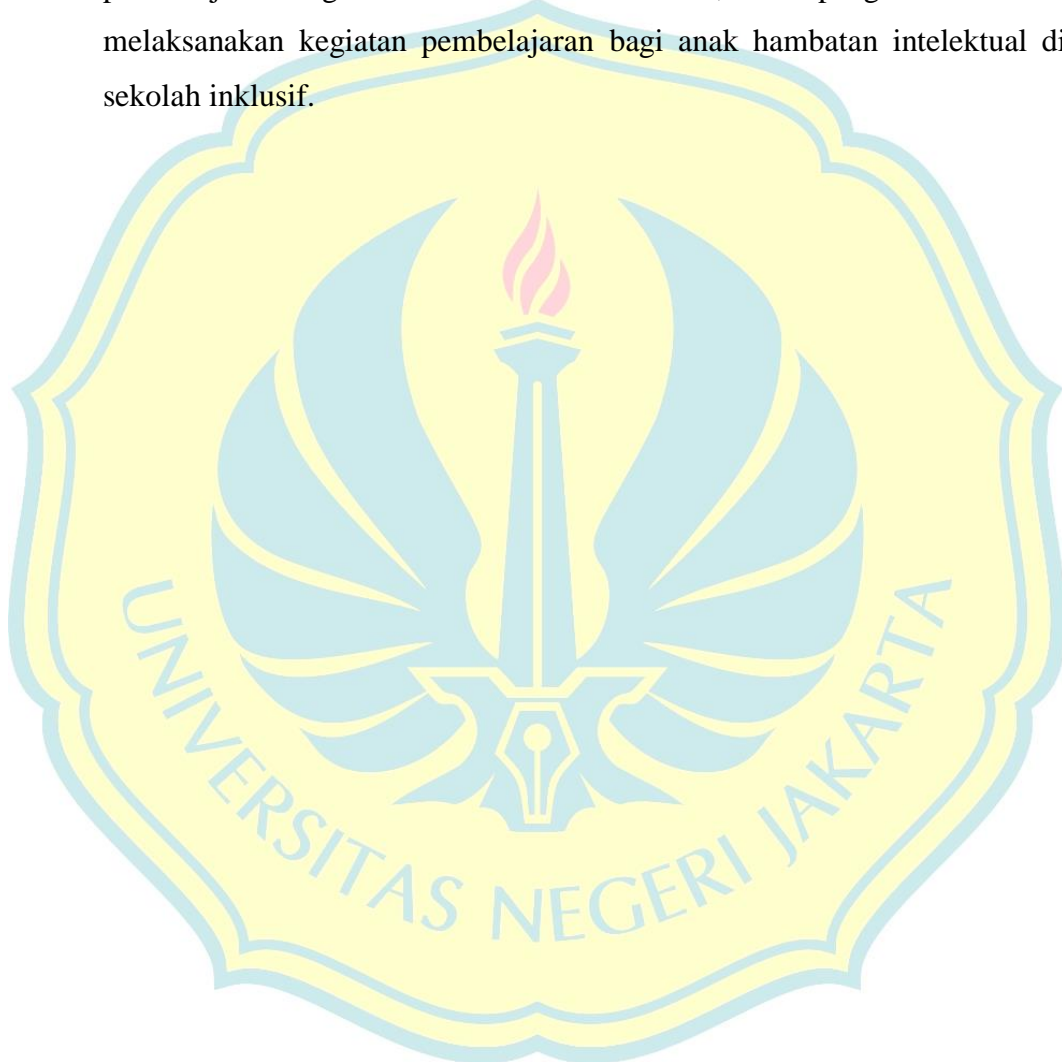 melaksanakan kegiatan pembelajaran bagi anak hambatan intelektual di
sekolah inklusif.
UNIVERSITAS NEGERI JAKARTA